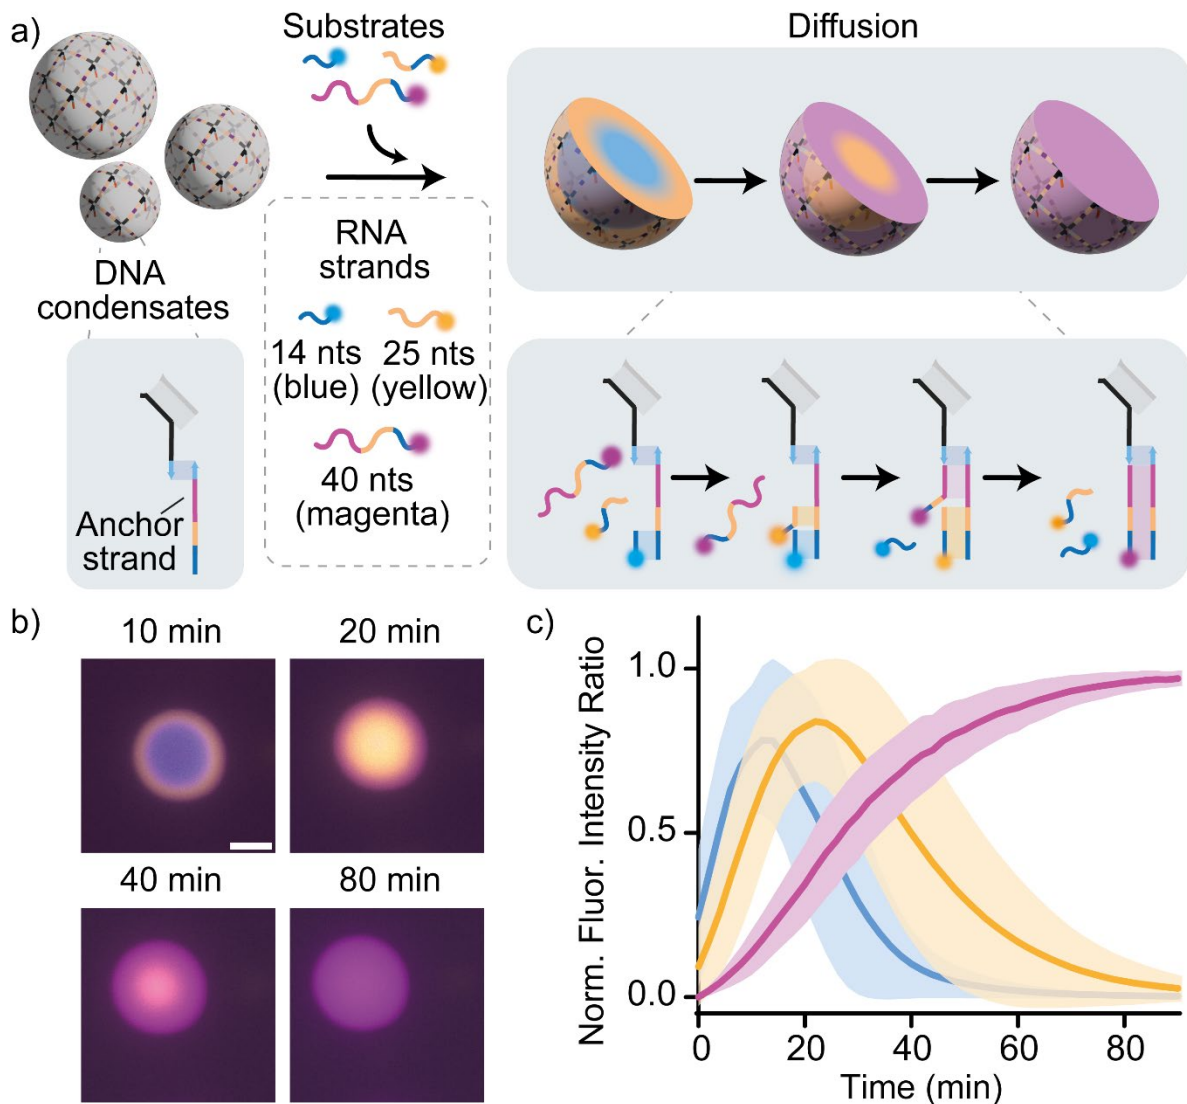 a)
Substrates
Diffusion
DNA
condensates
RNA
strands
14 nts
(blue)
25 nts
(yellow)
40 nts
(magenta)
Anchor
strand
b)
10 min
20 min
40 min
80 min
c)
Norm. Fluor. Intensity Ratio
1.0
0.5
0.0
0
20
40
60
80
Time (min)